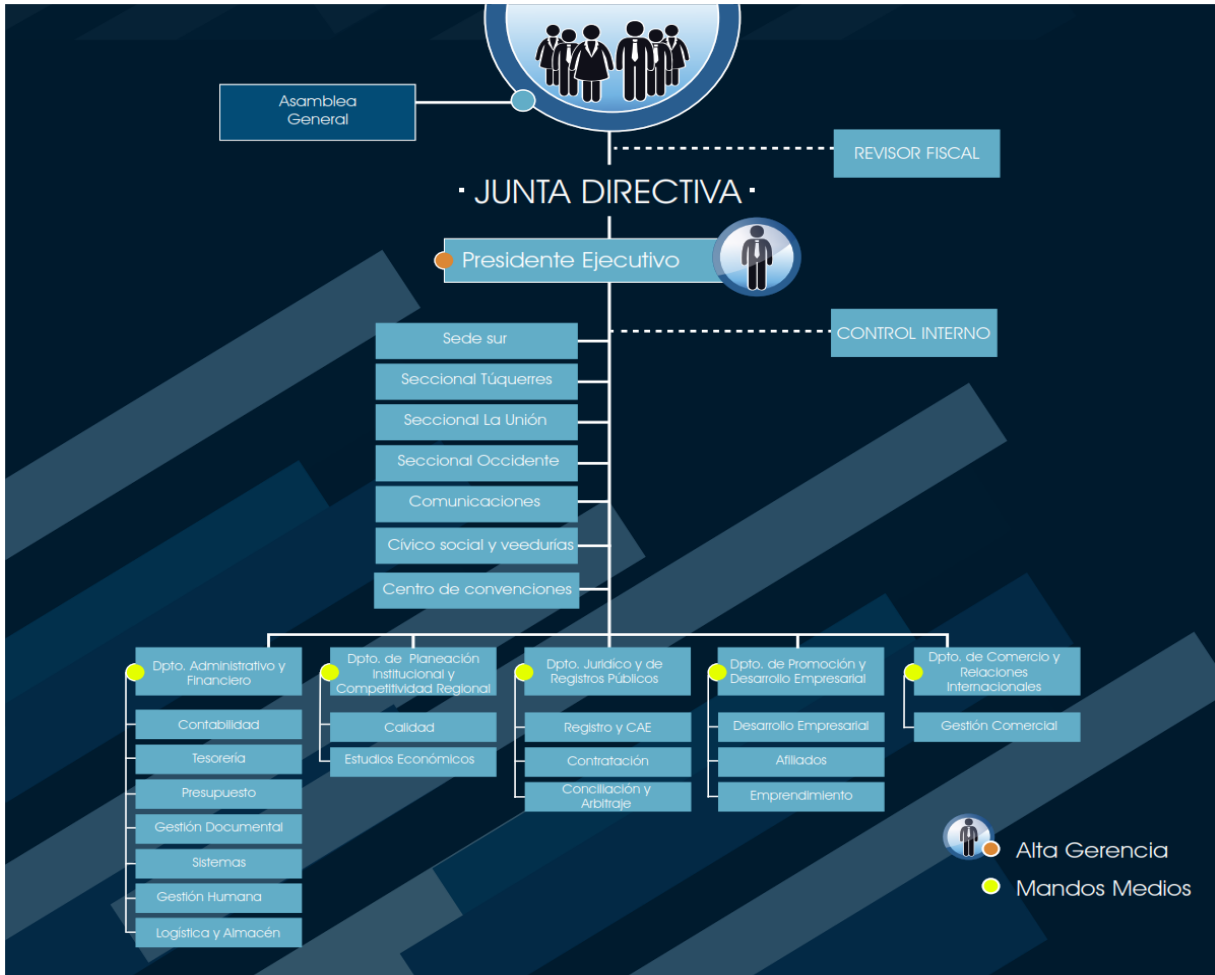 Asamblea
General
REVISOR FISCAL
· JUNTA DIRECTIVA ·
Presidente Ejecutivo
CONTROL INTERNO
Sede sur
Seccional Túquerres
Seccional La Unión
Seccional Occidente
Comunicaciones
Cívico social y veedurías
Centro de convenciones
Dpto. Administrativo y
Financiero
Contabilidad
Tesorería
Presupuesto
Gestión Documental
Sistemas
Gestión Humana
Logística y Almacén
Dpto. de Planeación
Institucional y
Competitividad Regional
Calidad
Estudios Económicos
Dpto. Juridíco y de
Registros Públicos
Registro y CAE
Contratación
Conciliación y
Arbitraje
Dpto. de Promoción y
Desarrollo Empresarial
Desarrollo Empresarial
Afiliados
Emprendimiento
Dpto. de Comercio y
Relaciones
Internacionales
Gestión Comercial
Alta Gerencia
Mandos Medios